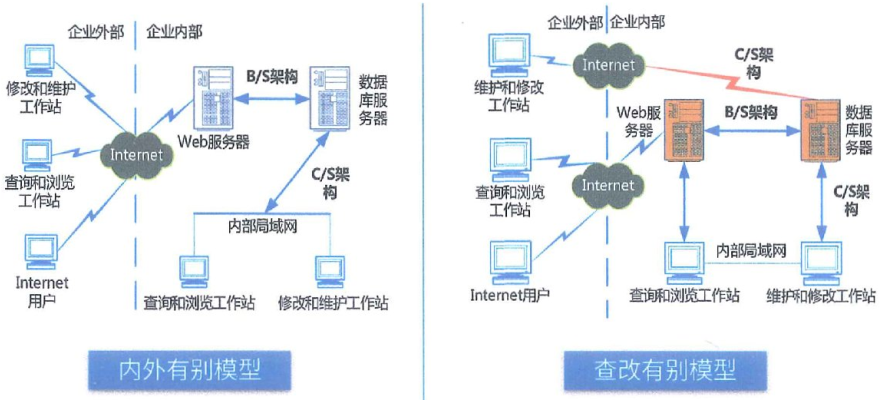 企业外部
企业内部
修改和维护
工作站
B/S架构
数据
库服
务器
Web服务器
Internet
查询和浏览
工作站
C/S架
构
内部局域网
Internet
用户
查询和浏览工作站
修改和维护工作站
内外有别模型
企业外部
企业内部
Internet
C/S架
构
维护和修改
工作站
Web服
务器
B/S架构
数据
库服
务器
查询和浏览
工作站
Internet
C/S架
构
内部局域网
Internet用户
查询和浏览工作站
维护和修改工作站
查改有别模型